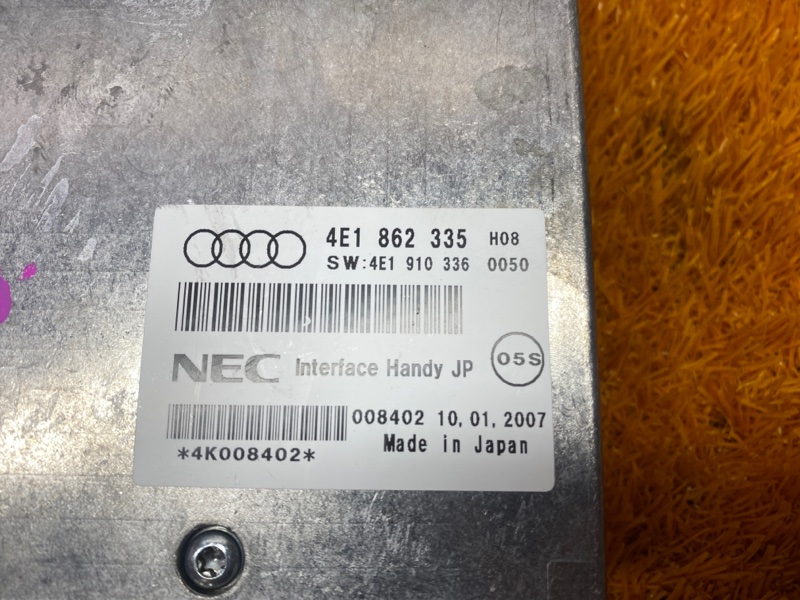 4E1 862 335 H08
SW:4E1 910 336 0050
NEC Interface Handy JP 05S
008402 10,01,2007
*4K008402* Made in Japan